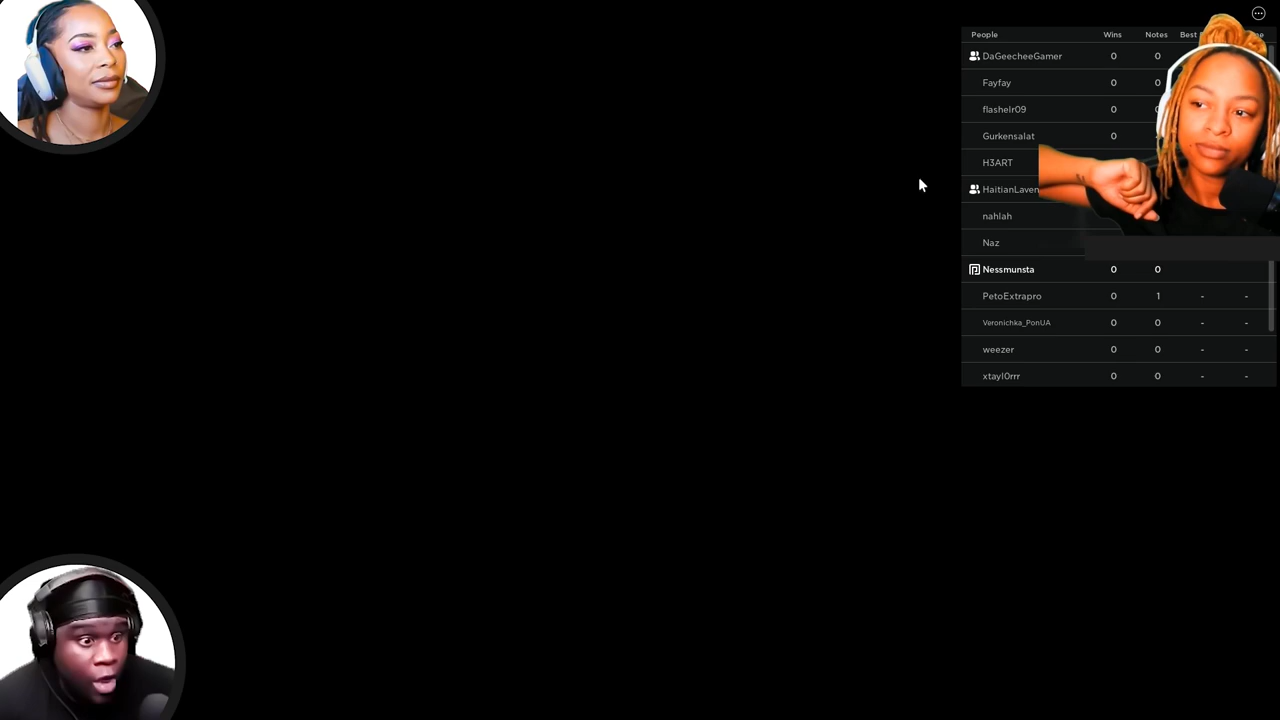 People Wins Notes Best
DaGeecheeGamer 0 0
Fayfay 0 0
flashelr09 0
Gurkensalat 0
H3ART
HaitianLaven
nahlah
Naz
Nessmunsta 0 0
PetoExtrapro 0 1 - -
Veronichka_PonUA 0 0 - -
weezer 0 0 - -
xtayl0rrr 0 0 - -